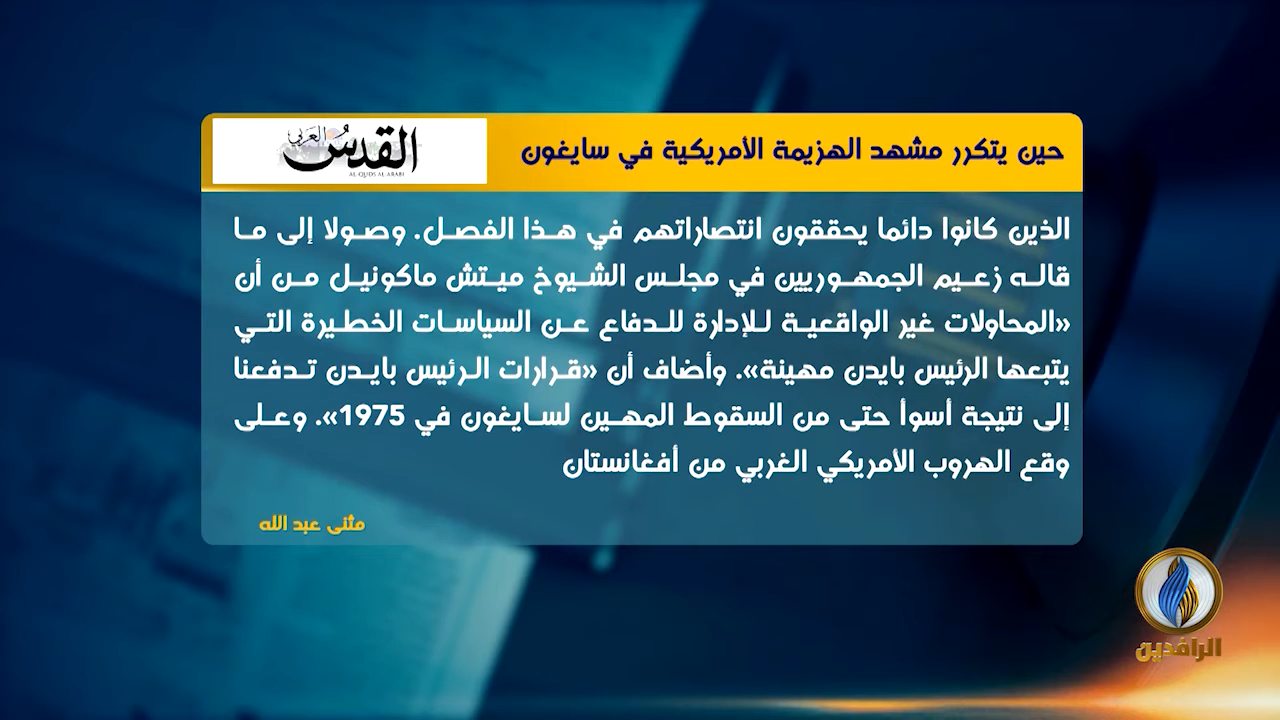 حين يتكرر مشهد الهزيمة الأمريكية في سايغون
القدس العربي
AL-QUDS AL-ARABI
الذين كانوا دائما يحققون انتصاراتهم في هذا الفصل. وصولا إلى ما
قاله زعيم الجمهوريين في مجلس الشيوخ ميتش ماكونيل من أن
«المحاولات غير الواقعية للإدارة للدفاع عن السياسات الخطيرة التي
يتبعها الرئيس بايدن مهينة». وأضاف أن «قرارات الرئيس بايدن تدفعنا
إلى نتيجة أسوأ حتى من السقوط المهين لسايغون في 1975». وعلى
وقع الهروب الأمريكي الغربي من أفغانستان
مثنى عبد الله
الرافدين